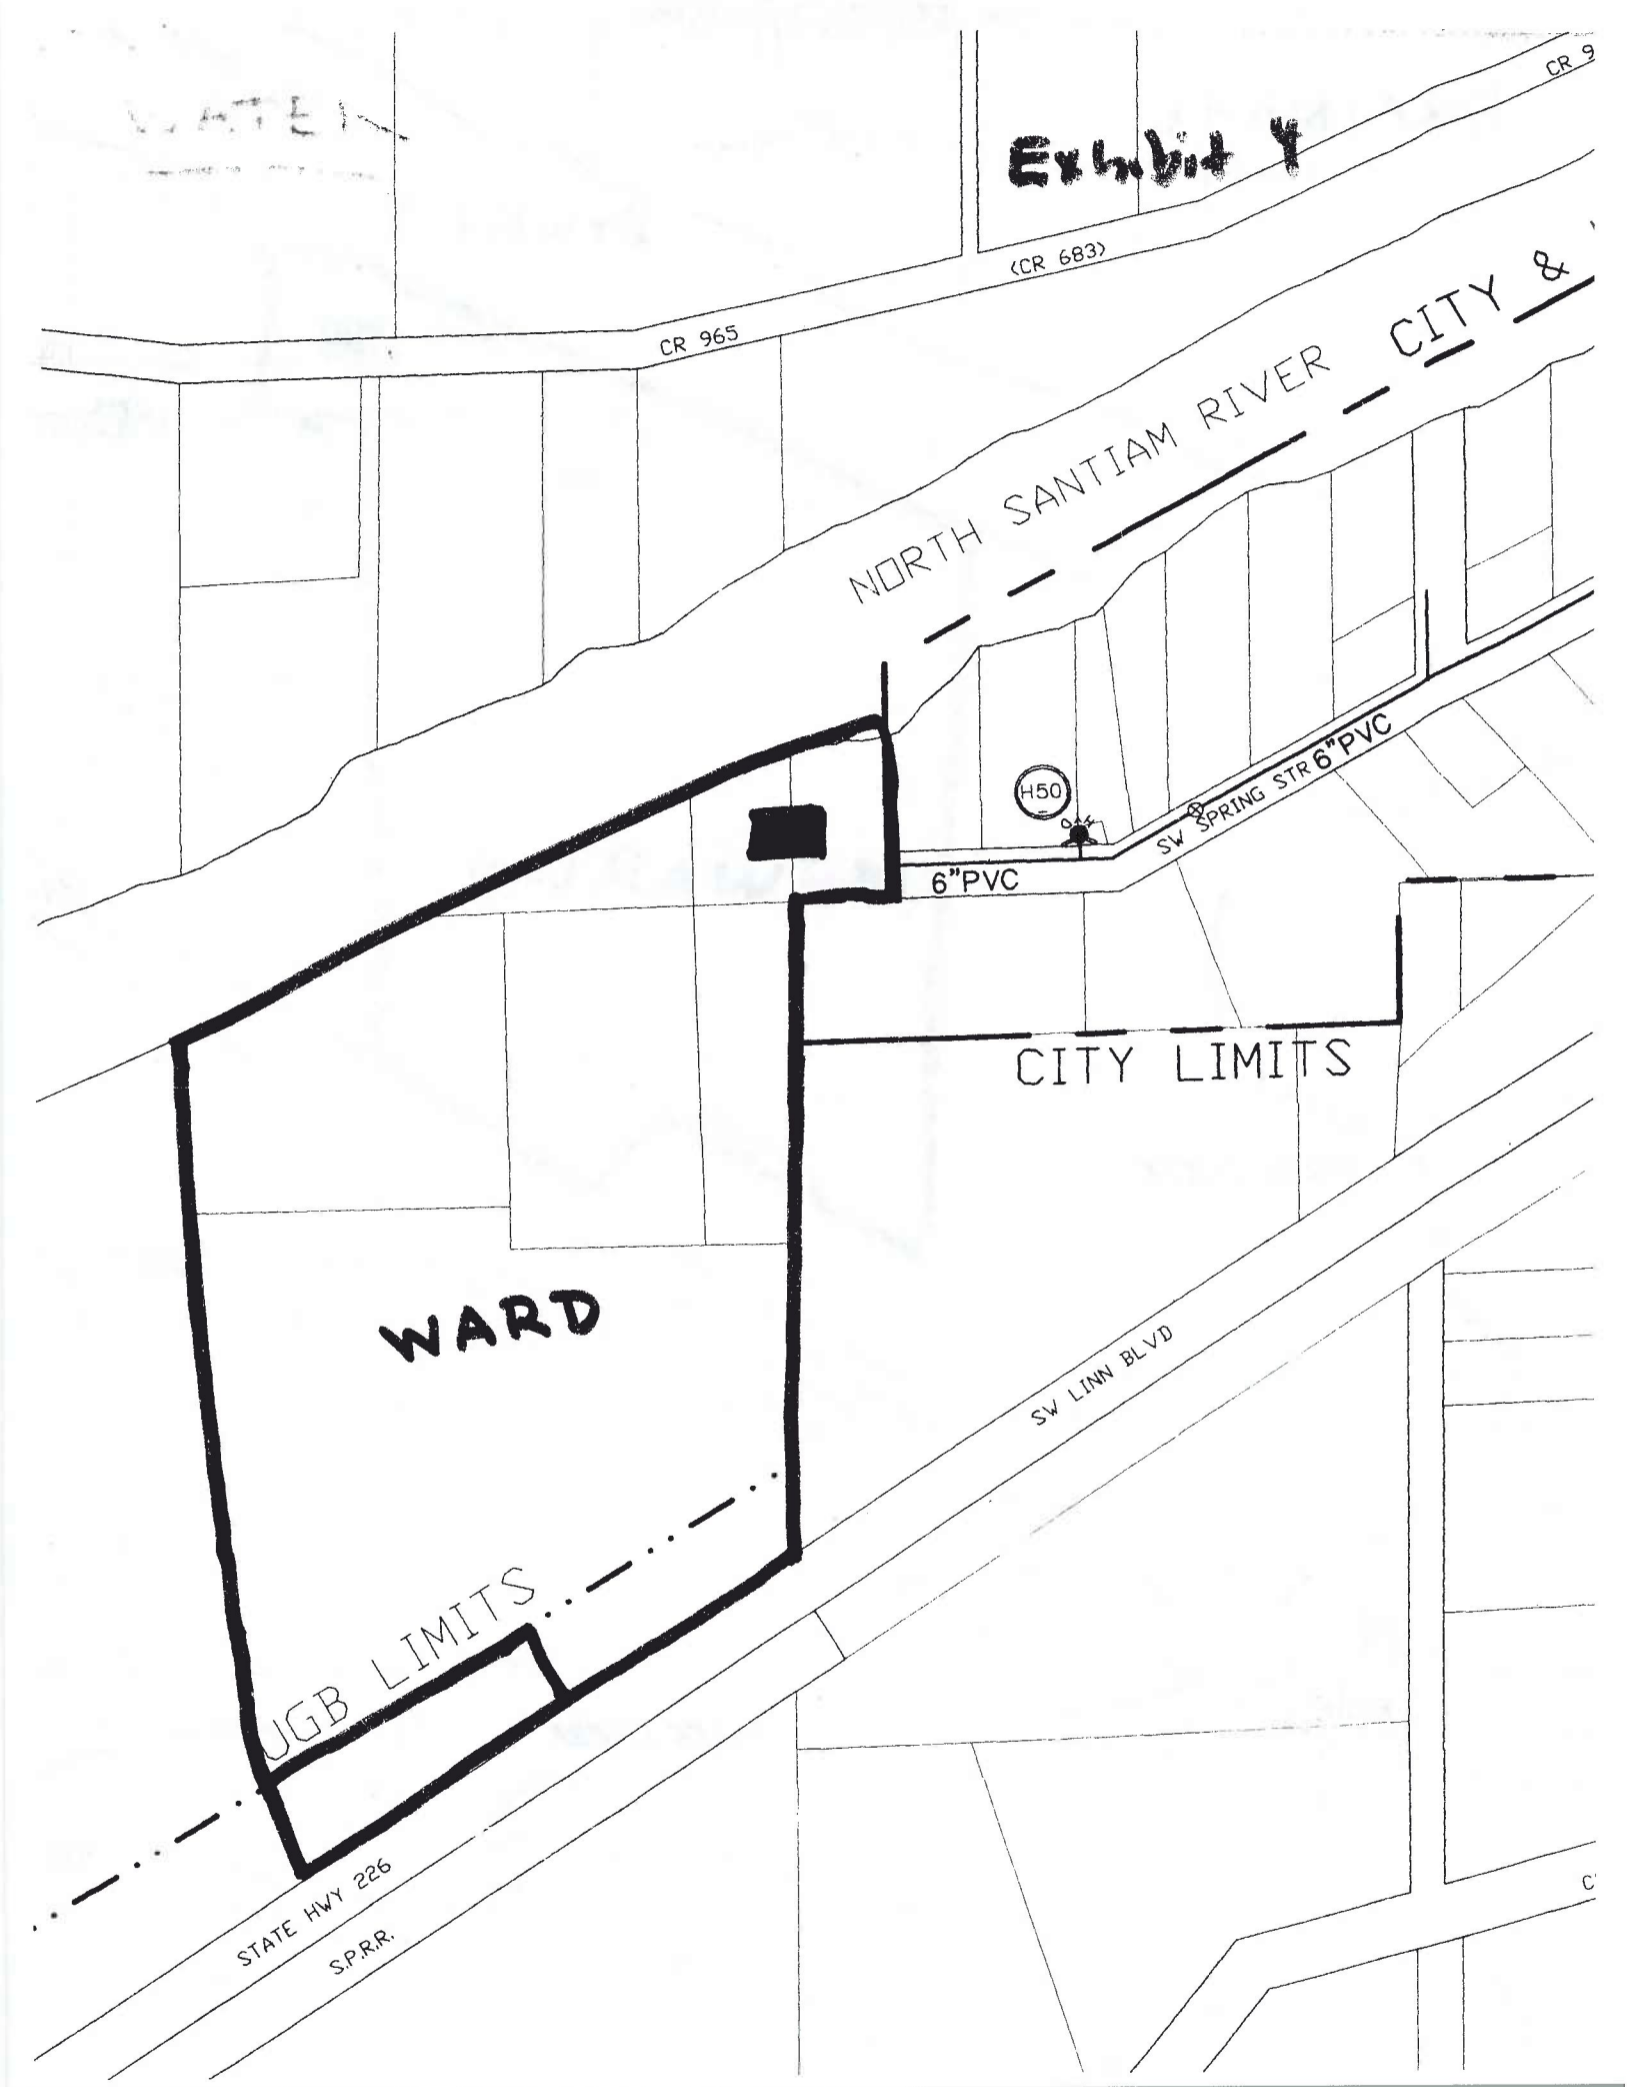 CR 9
Exhibit Y
(CR 683)
CITY &
CR 965
NORTH SANTIAM RIVER
H50
6"PVC
SW SPRING STR
6"PVC
CITY LIMITS
WARD
SW LINN BLVD
UGB LIMITS
STATE HWY 226
S.P.R.R.
C